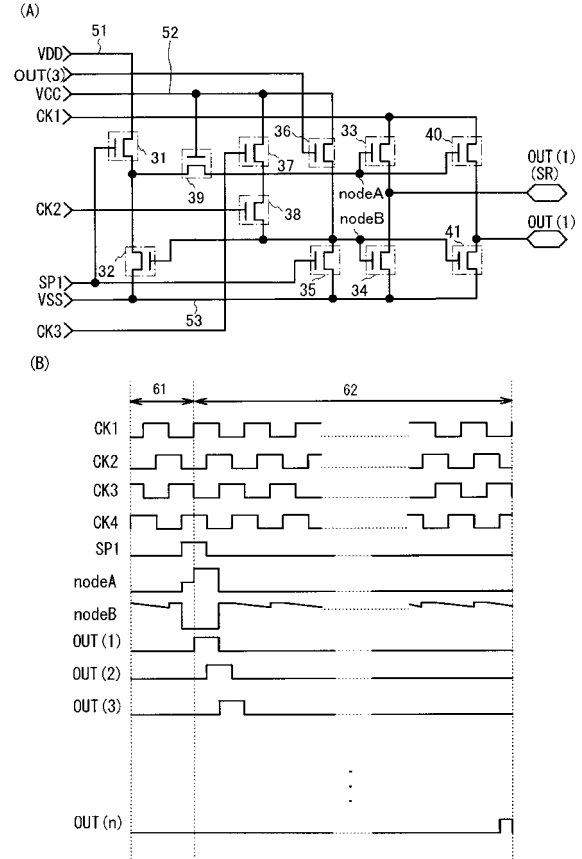 (A)
51
52
VDD
OUT(3)
VCC
CK1
31
39
37
36
33
40
OUT(1)
(SR)
nodeA
CK2
38
nodeB
OUT(1)
32
41
SP1
VSS
35
34
53
CK3
(B)
61
62
CK1
CK2
CK3
CK4
SP1
nodeA
nodeB
OUT(1)
OUT(2)
OUT(3)
OUT(n)